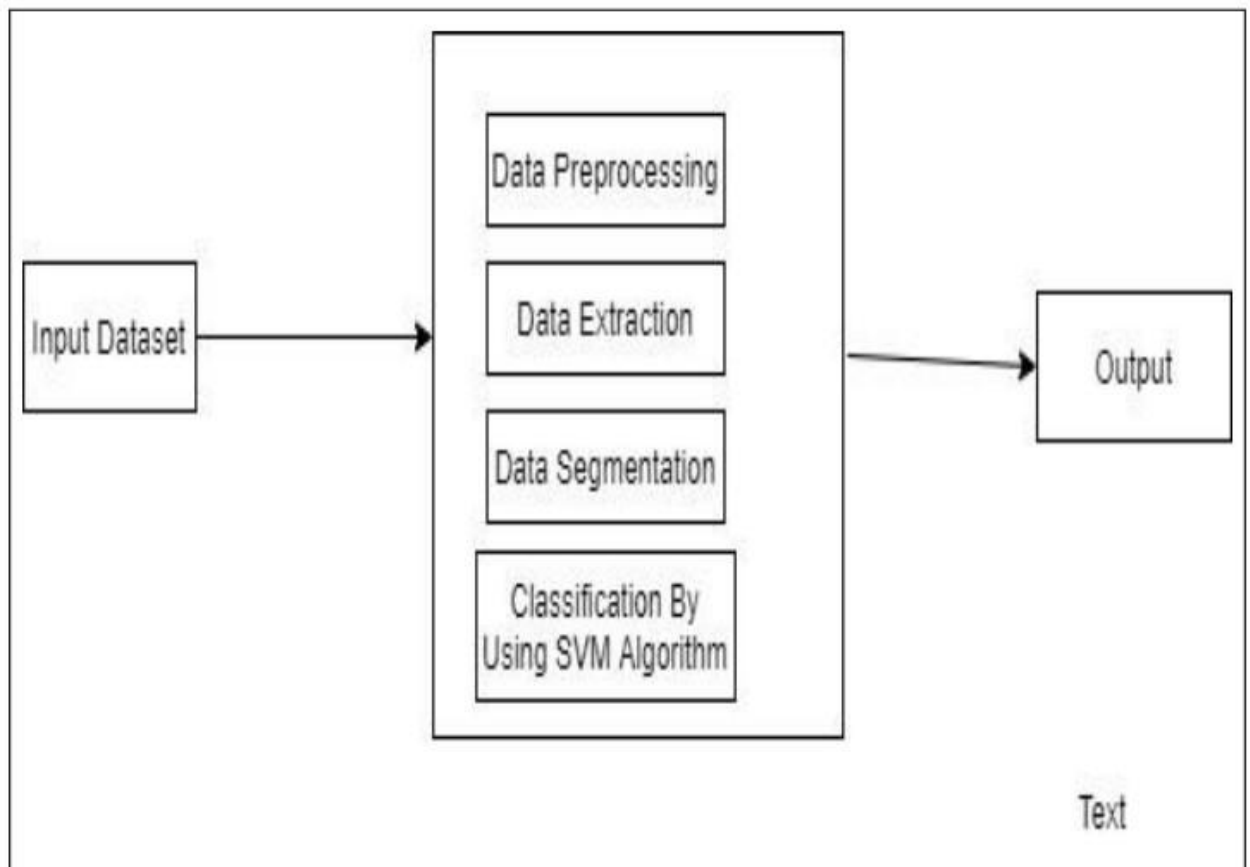 Input Dataset
Data Preprocessing
Data Extraction
Data Segmentation
Classification By
Using SVM Algorithm
Output
Text